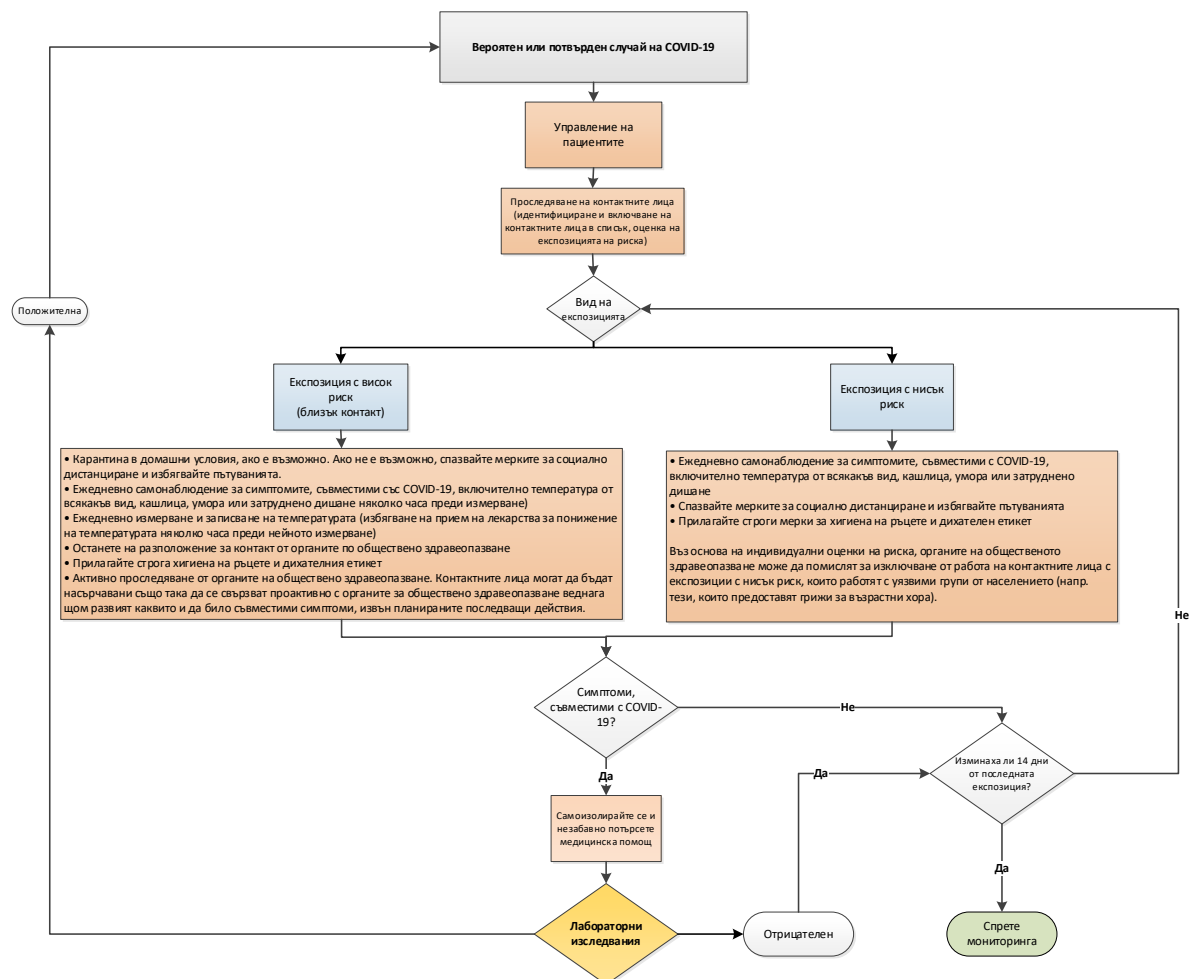 Вероятен или потвърден случай на COVID-19
Управление на
пациентите
Проследяване на контактните лица
(идентифициране и включване на
контактните лица в списък, оценка на
експозицията на риска)
Вид на
експозицията
Положителна
Експозиция с висок
риск
(близък контакт)
Експозиция с нисък
риск
• Карантина в домашни условия, ако е възможно. Ако не е възможно, спазвайте мерките за социално
дистанциране и избягвайте пътуванията.
• Ежедневно самонаблюдение за симптомите, съвместими със COVID-19, включително температура от
всякакъв вид, кашлица, умора или затруднено дишане няколко часа преди измерване)
• Ежедневно измерване и записване на температурата (избягване на прием на лекарства за понижение
на температурата няколко часа преди нейното измерване)
• Останете на разположение за контакт от органите по обществено здравеопазване
• Прилагайте строга хигиена на ръцете и дихателния етикет
• Активно проследяване от органите на обществено здравеопазване. Контактните лица могат да бъдат
насърчавани също така да се свързват проактивно с органите за обществено здравеопазване веднага
щом развият каквито и да било съвместими симптоми, извън планираните последващи действия.
• Ежедневно самонаблюдение за симптомите, съвместими с COVID-19,
включително температура от всякакъв вид, кашлица, умора или затруднено
дишане
• Спазвайте мерките за социално дистанциране и избягвайте пътуванията
• Прилагайте строги мерки за хигиена на ръцете и дихателен етикет
Въз основа на индивидуални оценки на риска, органите на общественото
здравеопазване може да помислят за изключване от работа на контактните лица с
експозиции с нисък риск, които работят с уязвими групи от населението (напр.
тези, които предоставят грижи за възрастни хора).
Не
Симптоми,
съвместими с COVID-
19?
Не
Да
Изминаха ли 14 дни
от последната
експозиция?
Да
Самоизолирайте се и
незабавно потърсете
медицинска помощ
Да
Лабораторни
изследвания
Отрицателен
Спрете
мониторинга